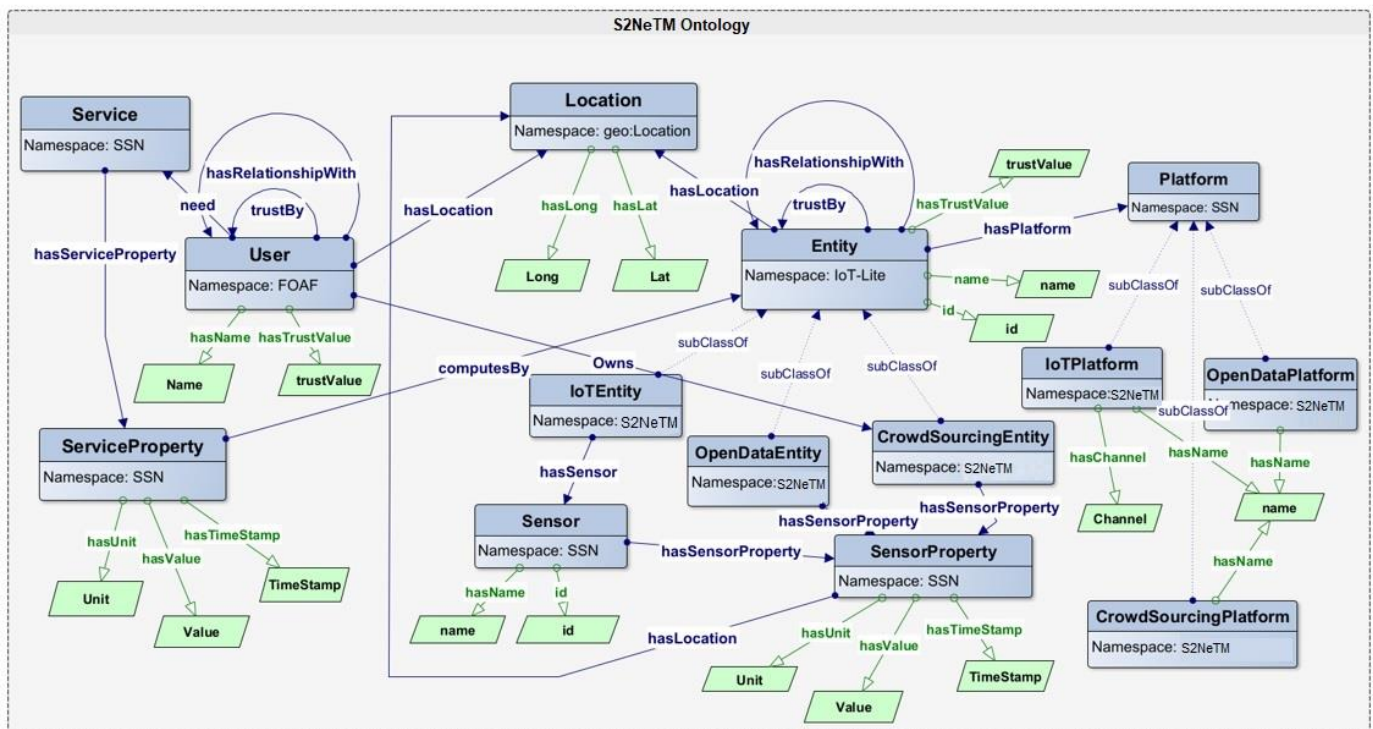 S2NeTM Ontology
Service
Namespace: SSN
Location
Namespace: geo:Location
hasRelationshipWith
trustBy
need
hasLocation
hasLong
hasLat
Long
Lat
hasLocation
hasRelationshipWith
trustBy
trustValue
hasTrustValue
Platform
Namespace: SSN
hasPlatform
hasServiceProperty
User
Namespace: FOAF
hasName
hasTrustValue
Name
trustValue
Entity
Namespace: IoT-Lite
name
name
id
id
subClassOf
subClassOf
subClassOf
subClassOf
subClassOf
subClassOf
computesBy
Owns
IoTEntity
Namespace: S2NeTM
OpenDataEntity
Namespace:S2NeTM
CrowdSourcingEntity
Namespace: S2NeTM
IoTPlatform
Namespace:S2NeTM
OpenDataPlatform
Namespace: S2NeTM
ServiceProperty
Namespace: SSN
hasUnit
hasValue
hasTimeStamp
Unit
Value
TimeStamp
hasSensor
Sensor
Namespace: SSN
hasName
id
name
id
hasSensorProperty
hasSensorProperty
hasSensorProperty
SensorProperty
Namespace: SSN
hasLocation
hasUnit
hasValue
hasTimeStamp
Unit
Value
TimeStamp
hasChannel
Channel
hasName
hasName
name
hasName
CrowdSourcingPlatform
Namespace: S2NeTM